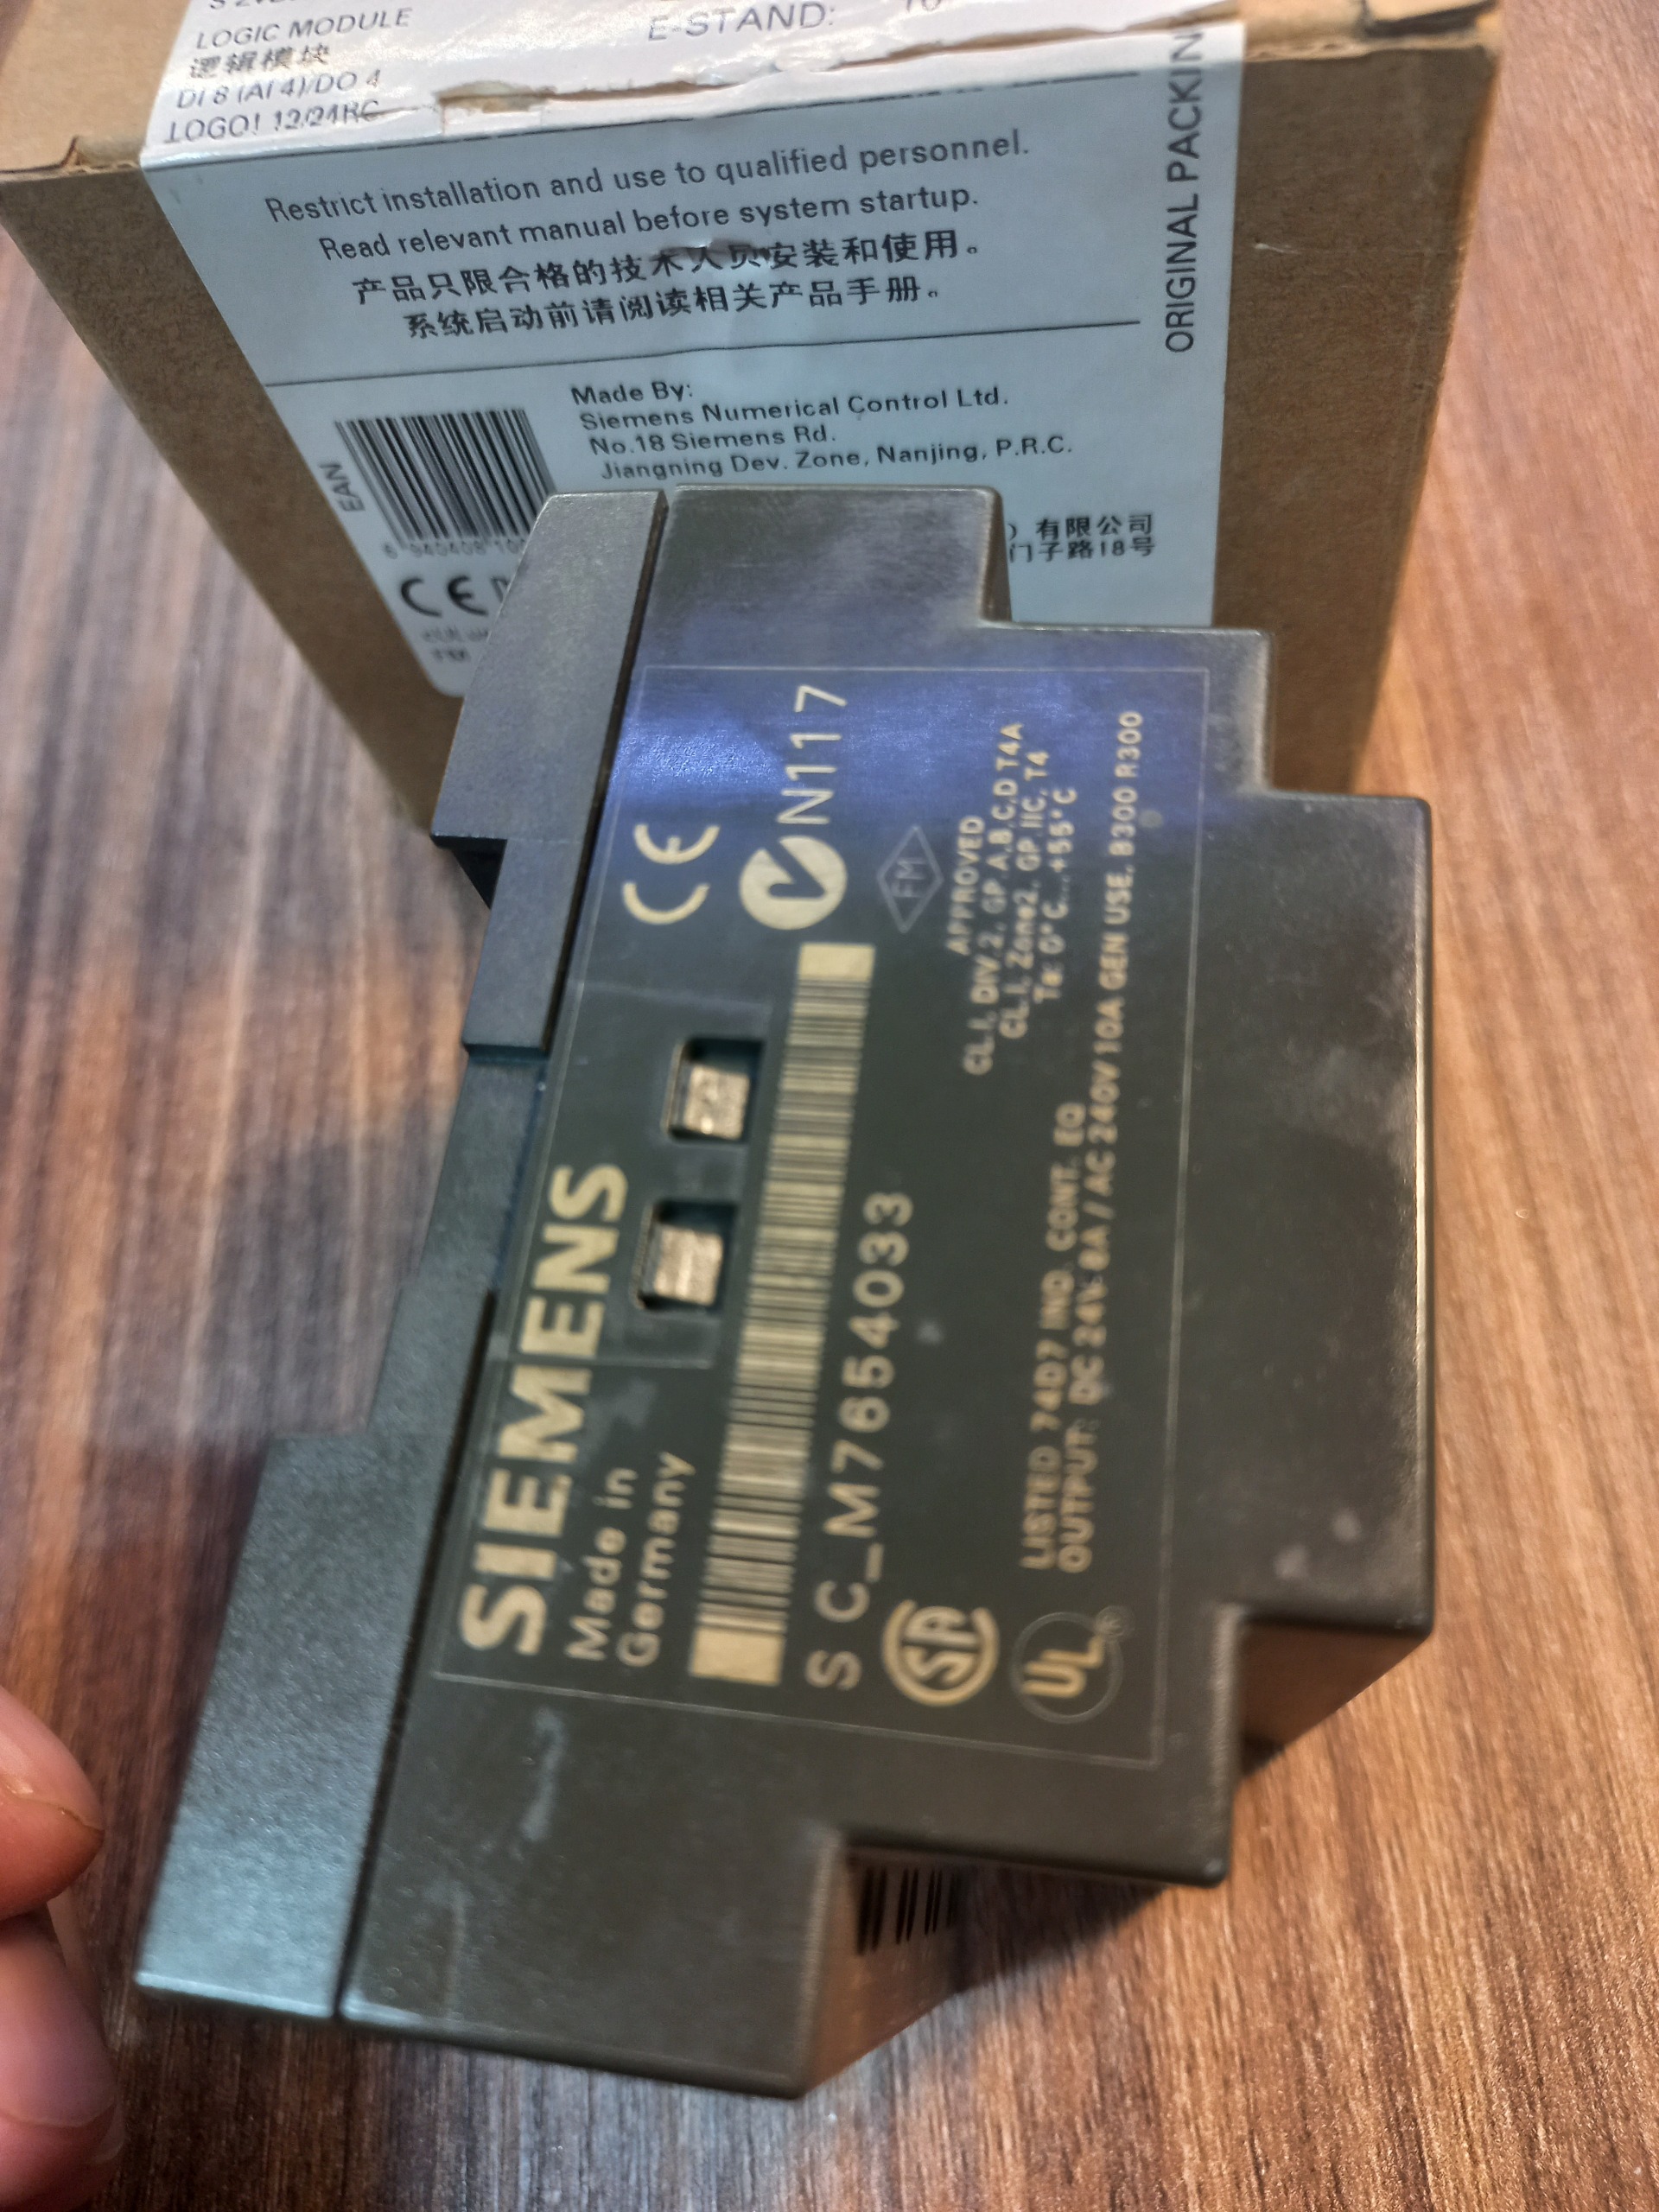 LOGIC MODULE
逻辑模块
DI 8 (AI 4)/DO 4
LOGO! 12/24RC
E-STAND:
Restrict installation and use to qualified personnel.
Read relevant manual before system startup.
产品只限合格的技术人员安装和使用。
系统启动前请阅读相关产品手册。
ORIGINAL PACKIN
Made By:
Siemens Numerical Control Ltd.
No.18 Siemens Rd.
Jiangning Dev. Zone, Nanjing, P.R.C.
EAN
6 940408 10
）有限公司
门子路18号
CE
SIEMENS
Made in
Germany
CE
N117
S C_M7654033
FM
APPROVED
CL.I, DIV.2, GP.A,B,C,D T4A
CL.I, Zone2, GP.IIC, T4
Ta: 0°C...+55°C
SA
UL
LISTED 74D7 IND. CONT. EQ
OUTPUT: DC 24V 8A / AC 240V 10A GEN USE, B300 R300